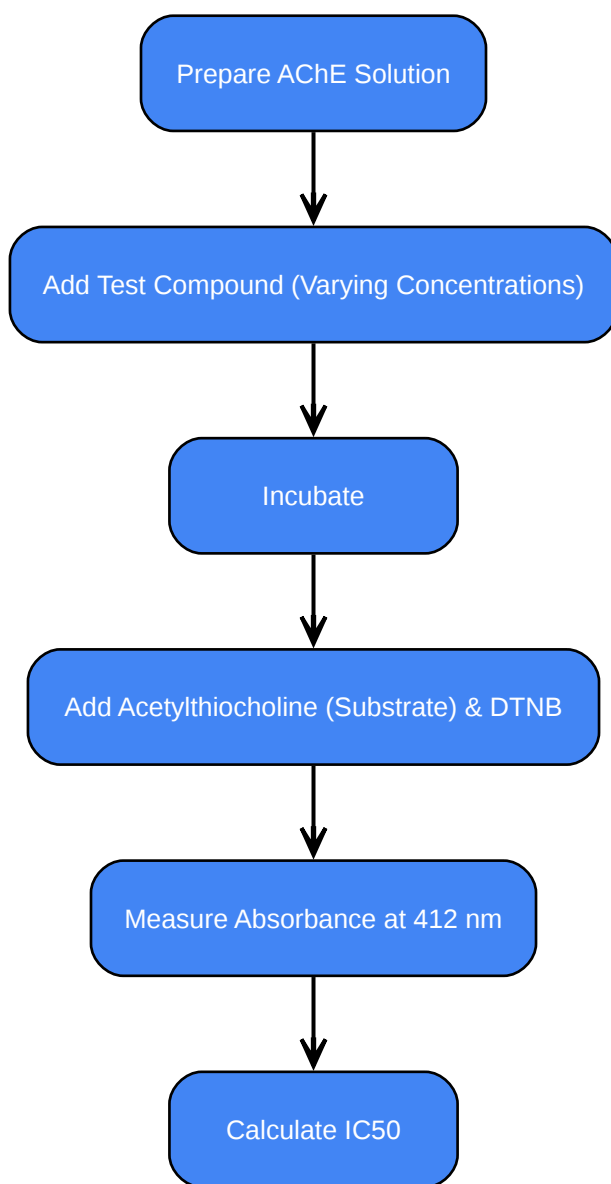 Prepare AChE Solution
Add Test Compound (Varying Concentrations)
Incubate
Add Acetylthiocholine (Substrate) & DTNB
Measure Absorbance at 412 nm
Calculate IC50